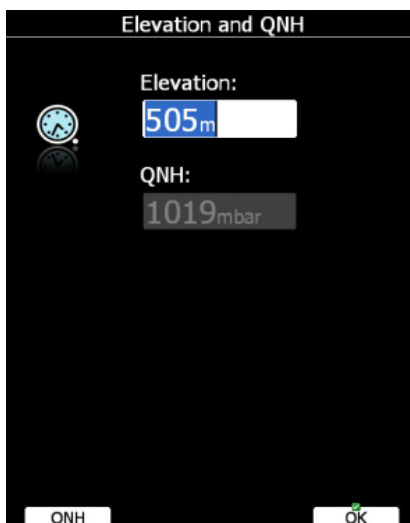 Elevation and QNH
Elevation:
505m
QNH:
1019mbar
QNH
OK